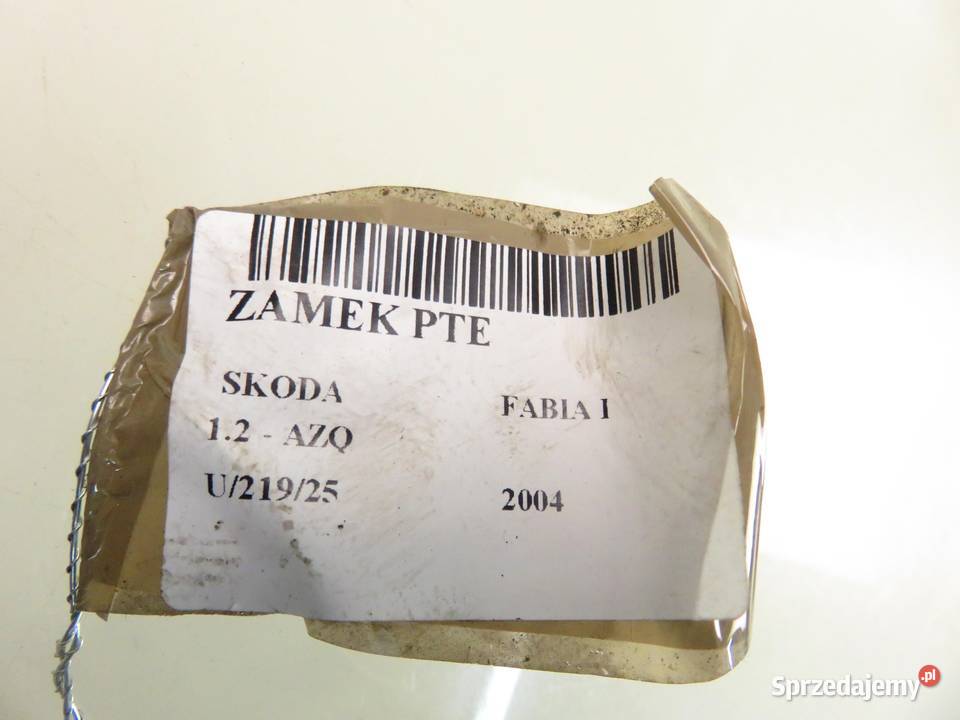 ZAMEK PTE
SKODA FABIA I
1.2 - AZQ
U/219/25 2004
Sprzedajemy.pl